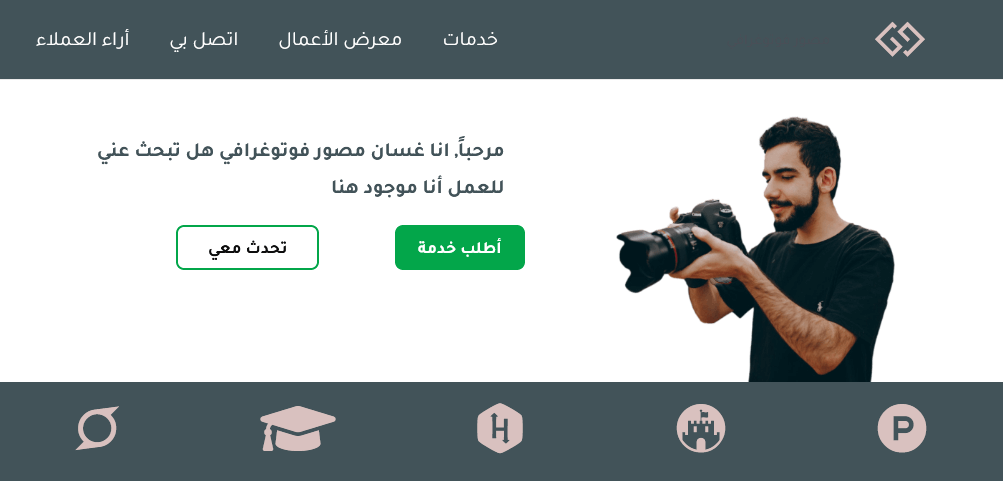 خدمات
معرض الأعمال
اتصل بي
أراء العملاء
مرحباً, انا غسان مصور فوتوغرافي هل تبحث عني
للعمل أنا موجود هنا
أطلب خدمة
تحدث معي
P
H